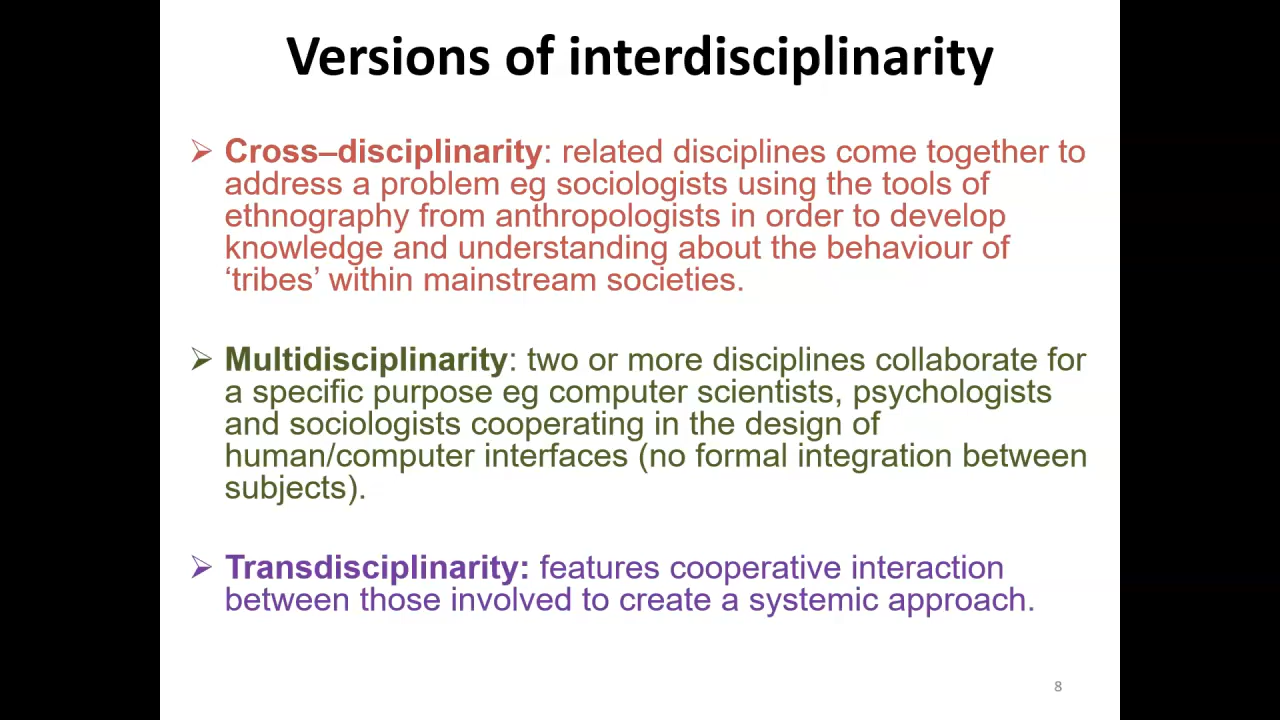 Versions of interdisciplinarity
➢ Cross–disciplinarity: related disciplines come together to
address a problem eg sociologists using the tools of
ethnography from anthropologists in order to develop
knowledge and understanding about the behaviour of
‘tribes’ within mainstream societies.
➢ Multidisciplinarity: two or more disciplines collaborate for
a specific purpose eg computer scientists, psychologists
and sociologists cooperating in the design of
human/computer interfaces (no formal integration between
subjects).
➢ Transdisciplinarity: features cooperative interaction
between those involved to create a systemic approach.
8